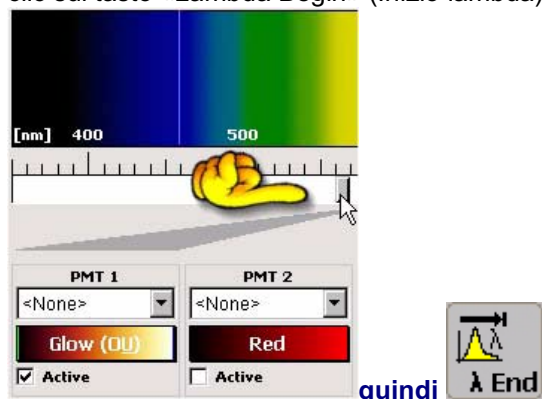 clic sul tasto "Lambda Begin" (Inizio lambda)
[nm] 400 500
PMT 1 PMT 2
<None> <None>
Glow (OU) Red
Active Active
quindi λ End